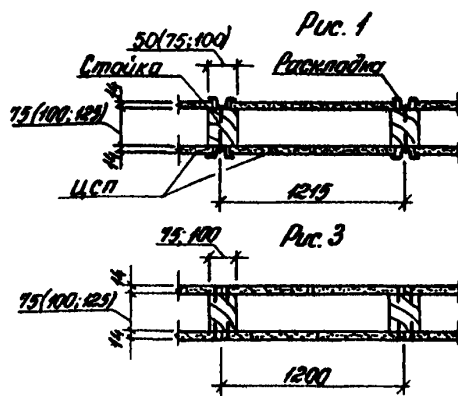 Рис. 1
50(75;100)
Стойка
Раскладка
14
75(100;125)
14
ЦСП
1215
Рис. 3
75;100
14
75(100;125)
14
1200